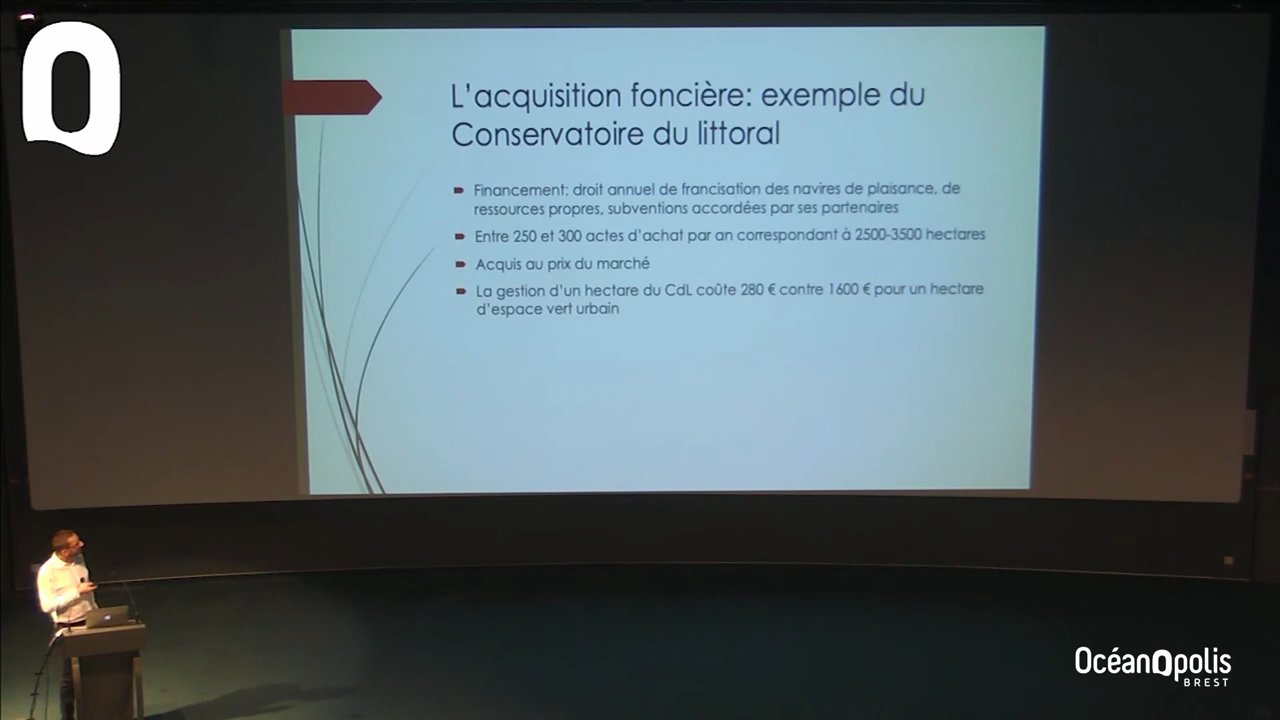 L'acquisition foncière: exemple du
Conservatoire du littoral
Financement: droit annuel de francisation des navires de plaisance, de
ressources propres, subventions accordées par ses partenaires
Entre 250 et 300 actes d'achat par an correspondant à 2500-3500 hectares
Acquis au prix du marché
La gestion d'un hectare du CdL coûte 280 € contre 1600 € pour un hectare
d'espace vert urbain
OcéanOpolis
BREST